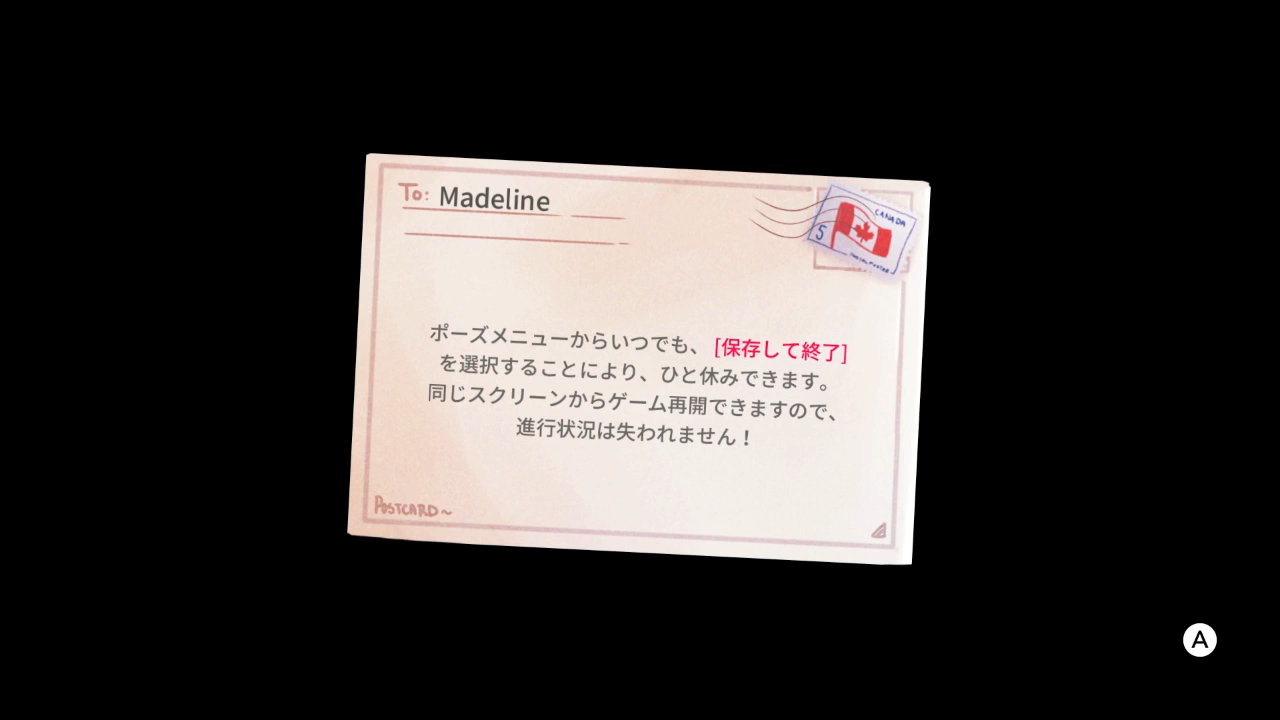 To: Madeline
CANADA
5
ポーズメニューからいつでも、[保存して終了]
を選択することにより、ひと休みできます。
同じスクリーンからゲーム再開できますので、
進行状況は失われません！
POSTCARD~
A